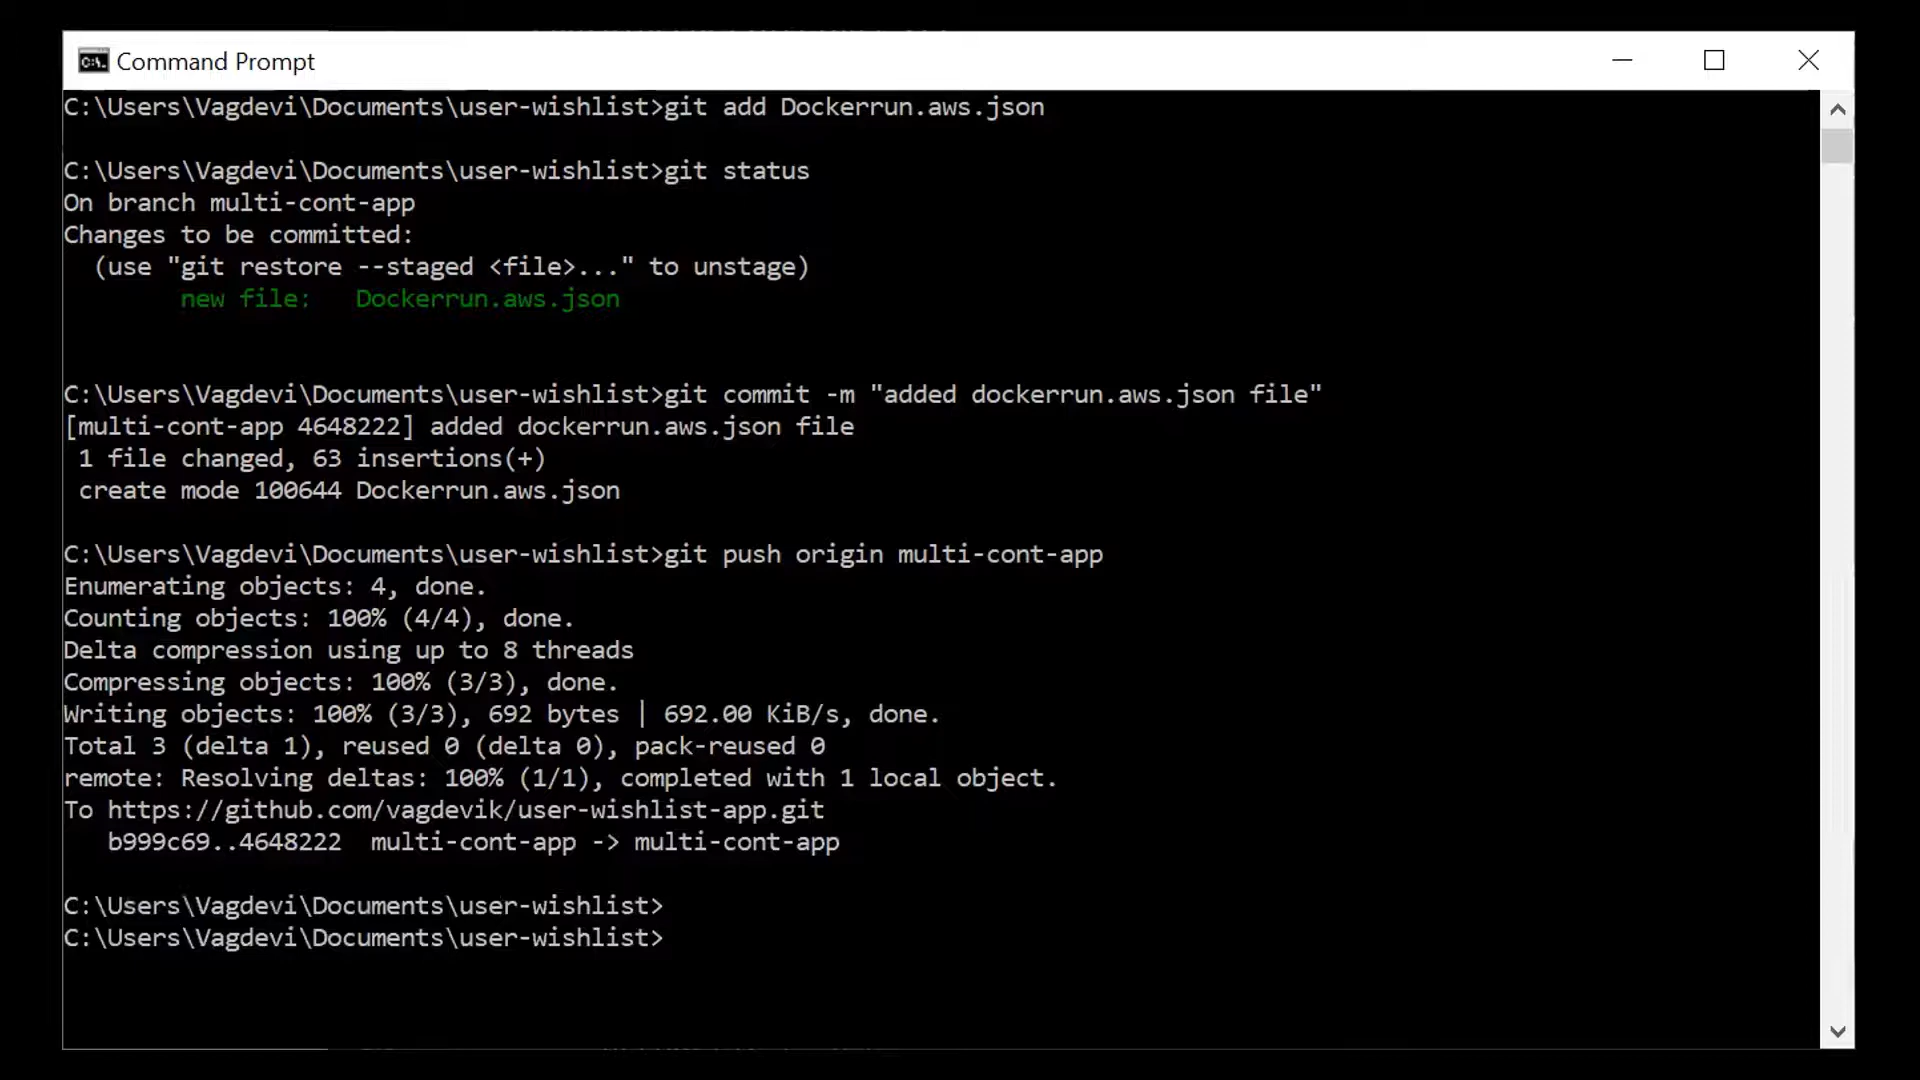 Command Prompt
C:\Users\Vagdevi\Documents\user-wishlist>git add Dockerrun.aws.json
C:\Users\Vagdevi\Documents\user-wishlist>git status
On branch multi-cont-app
Changes to be committed:
  (use "git restore --staged <file>..." to unstage)
        new file:   Dockerrun.aws.json
C:\Users\Vagdevi\Documents\user-wishlist>git commit -m "added dockerrun.aws.json file"
[multi-cont-app 4648222] added dockerrun.aws.json file
 1 file changed, 63 insertions(+)
 create mode 100644 Dockerrun.aws.json
C:\Users\Vagdevi\Documents\user-wishlist>git push origin multi-cont-app
Enumerating objects: 4, done.
Counting objects: 100% (4/4), done.
Delta compression using up to 8 threads
Compressing objects: 100% (3/3), done.
Writing objects: 100% (3/3), 692 bytes | 692.00 KiB/s, done.
Total 3 (delta 1), reused 0 (delta 0), pack-reused 0
remote: Resolving deltas: 100% (1/1), completed with 1 local object.
To https://github.com/vagdevik/user-wishlist-app.git
   b999c69..4648222  multi-cont-app -> multi-cont-app
C:\Users\Vagdevi\Documents\user-wishlist>
C:\Users\Vagdevi\Documents\user-wishlist>